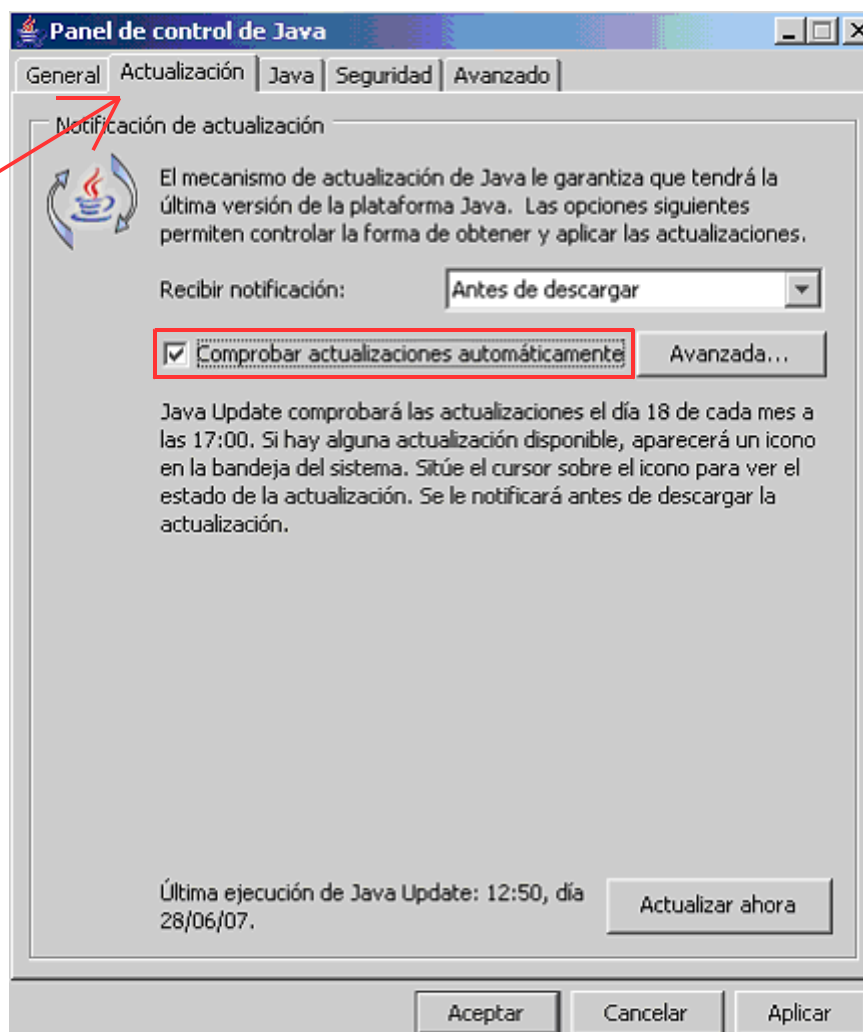 Panel de control de Java
General Actualización Java Seguridad Avanzado
Notificación de actualización
El mecanismo de actualización de Java le garantiza que tendrá la
última versión de la plataforma Java. Las opciones siguientes
permiten controlar la forma de obtener y aplicar las actualizaciones.
Recibir notificación: Antes de descargar
Comprobar actualizaciones automáticamente Avanzada...
Java Update comprobará las actualizaciones el día 18 de cada mes a
las 17:00. Si hay alguna actualización disponible, aparecerá un icono
en la bandeja del sistema. Sitúe el cursor sobre el icono para ver el
estado de la actualización. Se le notificará antes de descargar la
actualización.
Última ejecución de Java Update: 12:50, día
28/06/07.
Actualizar ahora
Aceptar Cancelar Aplicar